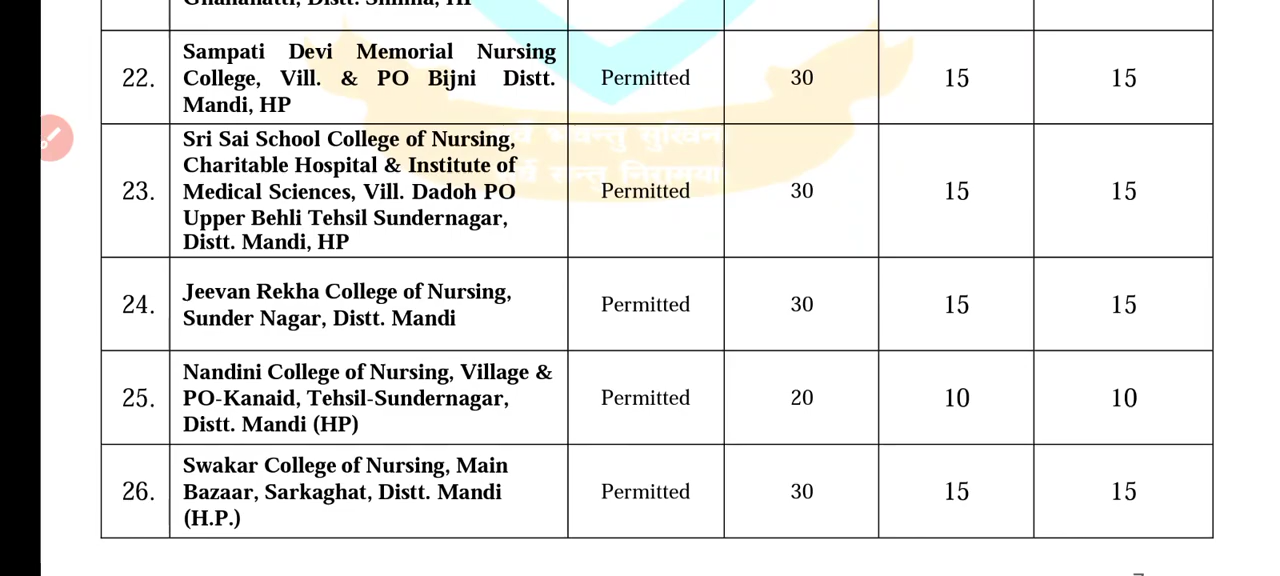 Ghanahatti, Distt. Shimla, HP
22. Sampati Devi Memorial Nursing College, Vill. & PO Bijni Distt. Mandi, HP Permitted 30 15 15
23. Sri Sai School College of Nursing, Charitable Hospital & Institute of Medical Sciences, Vill. Dadoh PO Upper Behli Tehsil Sundernagar, Distt. Mandi, HP Permitted 30 15 15
24. Jeevan Rekha College of Nursing, Sunder Nagar, Distt. Mandi Permitted 30 15 15
25. Nandini College of Nursing, Village & PO-Kanaid, Tehsil-Sundernagar, Distt. Mandi (HP) Permitted 20 10 10
26. Swakar College of Nursing, Main Bazaar, Sarkaghat, Distt. Mandi (H.P.) Permitted 30 15 15